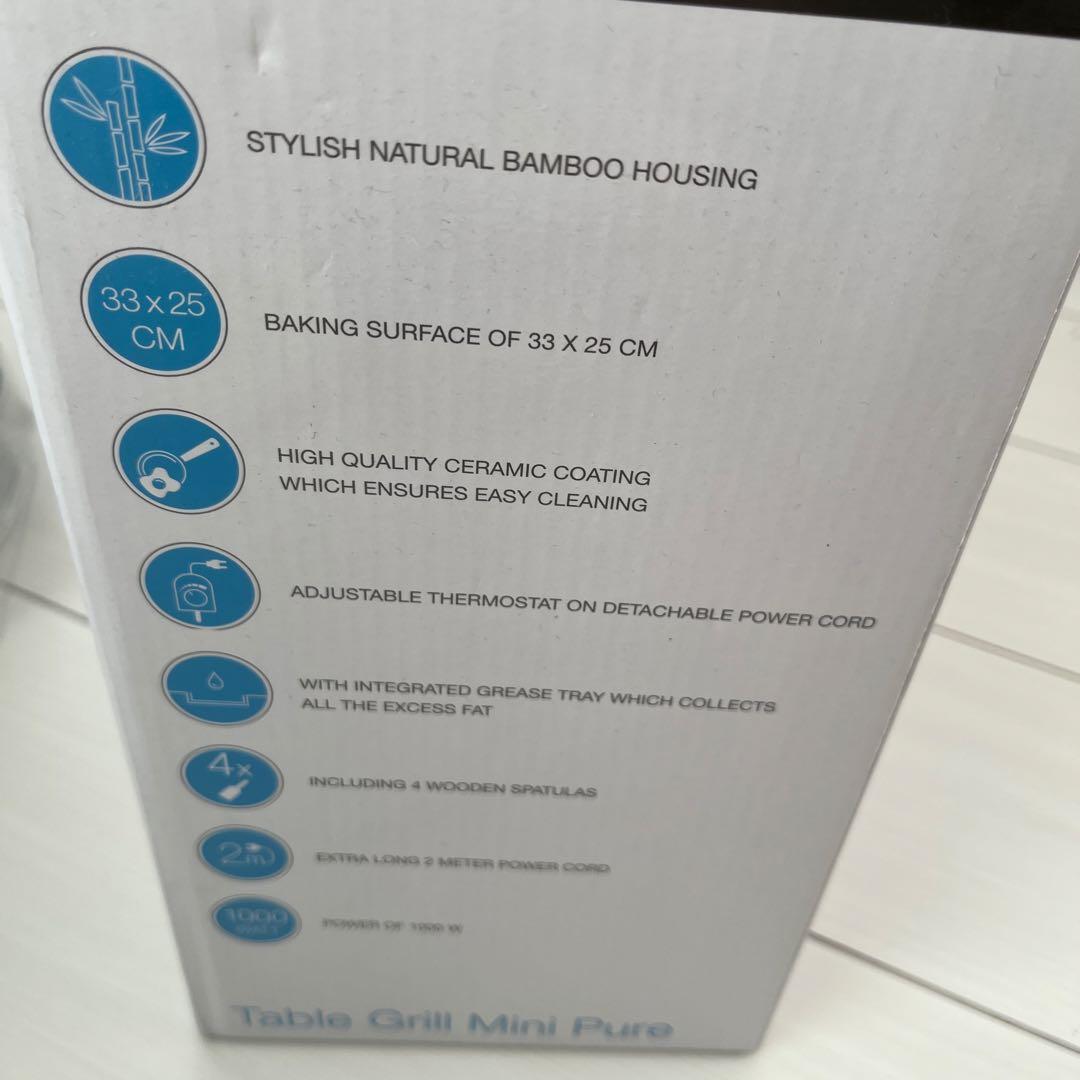 STYLISH NATURAL BAMBOO HOUSING
33 x 25
CM
BAKING SURFACE OF 33 X 25 CM
HIGH QUALITY CERAMIC COATING
WHICH ENSURES EASY CLEANING
ADJUSTABLE THERMOSTAT ON DETACHABLE POWER CORD
WITH INTEGRATED GREASE TRAY WHICH COLLECTS
ALL THE EXCESS FAT
4x
INCLUDING 4 WOODEN SPATULAS
2m
EXTRA LONG 2 METER POWER CORD
1000
WATT
POWER OF 1000 W
Table Grill Mini Pure